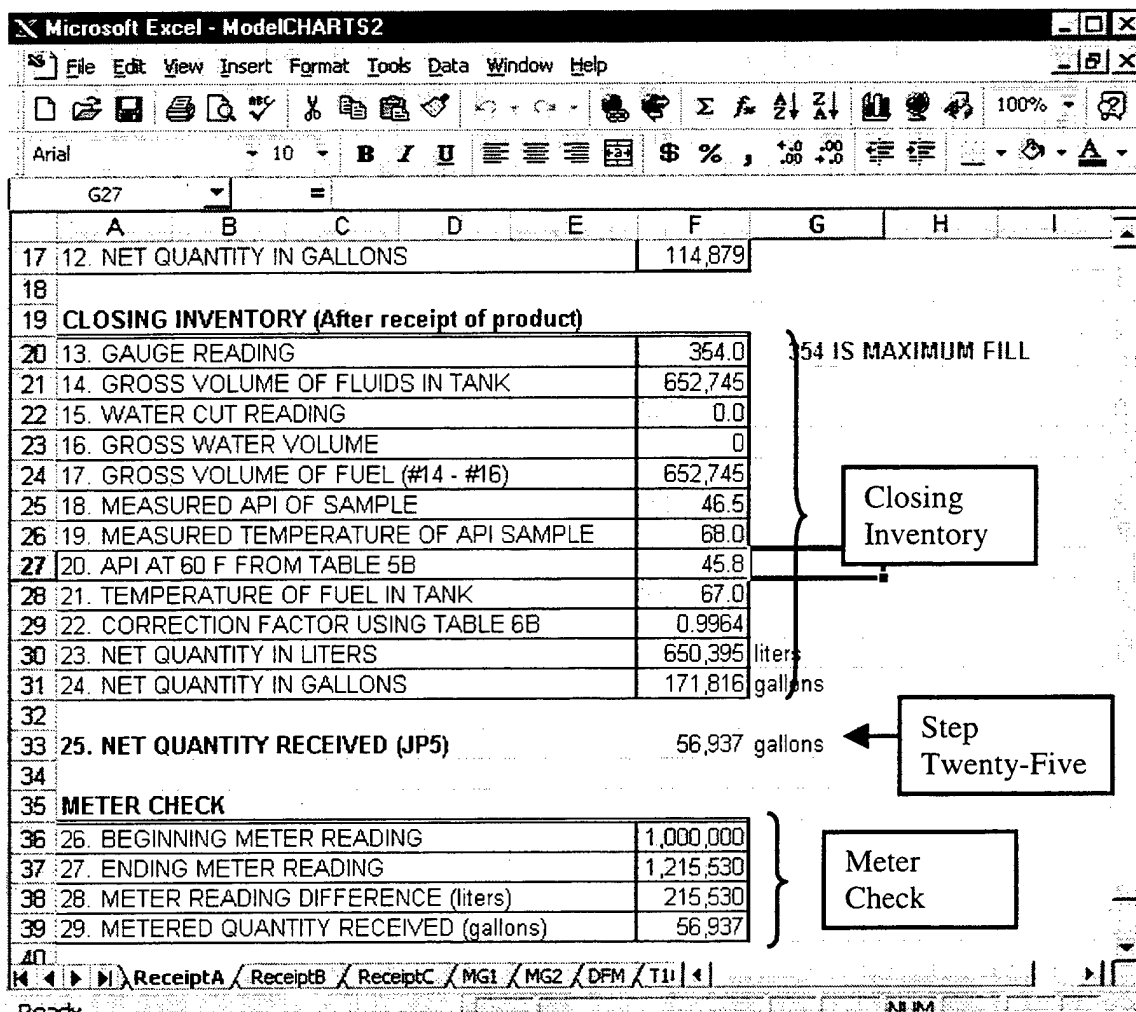 Microsoft Excel - ModelCHARTS2
File Edit View Insert Format Tools Data Window Help
100%
Arial 10 B I U $ % ,
G27 =
A B C D E F G H I
17 12. NET QUANTITY IN GALLONS 114,879
18
19 CLOSING INVENTORY (After receipt of product)
20 13. GAUGE READING 354.0 354 IS MAXIMUM FILL
21 14. GROSS VOLUME OF FLUIDS IN TANK 652,745
22 15. WATER CUT READING 0.0
23 16. GROSS WATER VOLUME 0
24 17. GROSS VOLUME OF FUEL (#14 - #16) 652,745
25 18. MEASURED API OF SAMPLE 46.5
26 19. MEASURED TEMPERATURE OF API SAMPLE 68.0
Closing
Inventory
27 20. API AT 60 F FROM TABLE 5B 45.8
28 21. TEMPERATURE OF FUEL IN TANK 67.0
29 22. CORRECTION FACTOR USING TABLE 6B 0.9964
30 23. NET QUANTITY IN LITERS 650,395 liters
31 24. NET QUANTITY IN GALLONS 171,816 gallons
32
33 25. NET QUANTITY RECEIVED (JP5) 56,937 gallons
Step
Twenty-Five
34
35 METER CHECK
36 26. BEGINNING METER READING 1,000,000
37 27. ENDING METER READING 1,215,530
38 28. METER READING DIFFERENCE (liters) 215,530
39 29. METERED QUANTITY RECEIVED (gallons) 56,937
Meter
Check
40
ReceiptA ReceiptB ReceiptC MG1 MG2 DFM
Ready NUM